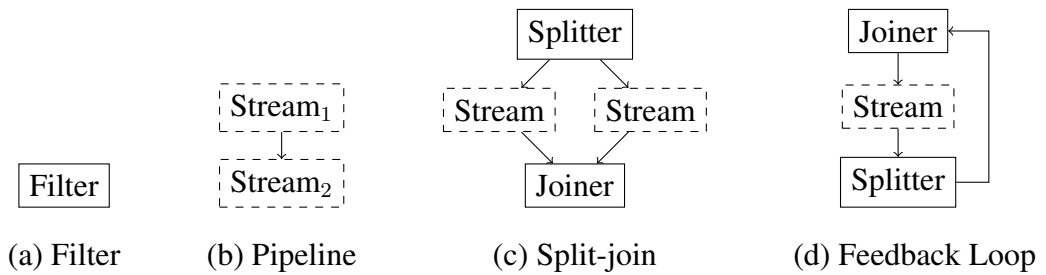 Filter
(a) Filter
Stream₁
Stream₂
(b) Pipeline
Splitter
Stream Stream
Joiner
(c) Split-join
Joiner
Stream
Splitter
(d) Feedback Loop